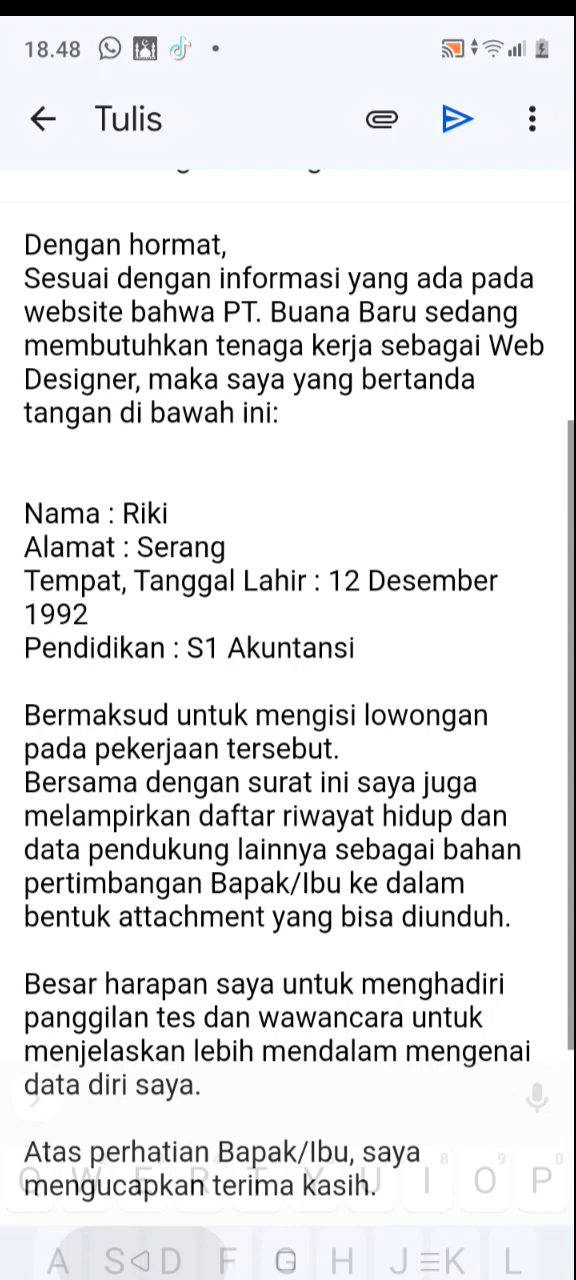 18.48
Tulis
Dengan hormat,
Sesuai dengan informasi yang ada pada
website bahwa PT. Buana Baru sedang
membutuhkan tenaga kerja sebagai Web
Designer, maka saya yang bertanda
tangan di bawah ini:
Nama : Riki
Alamat : Serang
Tempat, Tanggal Lahir : 12 Desember
1992
Pendidikan : S1 Akuntansi
Bermaksud untuk mengisi lowongan
pada pekerjaan tersebut.
Bersama dengan surat ini saya juga
melampirkan daftar riwayat hidup dan
data pendukung lainnya sebagai bahan
pertimbangan Bapak/Ibu ke dalam
bentuk attachment yang bisa diunduh.
Besar harapan saya untuk menghadiri
panggilan tes dan wawancara untuk
menjelaskan lebih mendalam mengenai
data diri saya.
Atas perhatian Bapak/Ibu, saya
mengucapkan terima kasih.
Q W E R T Y U I 8 O 9 P 0
A S D F G H J K L